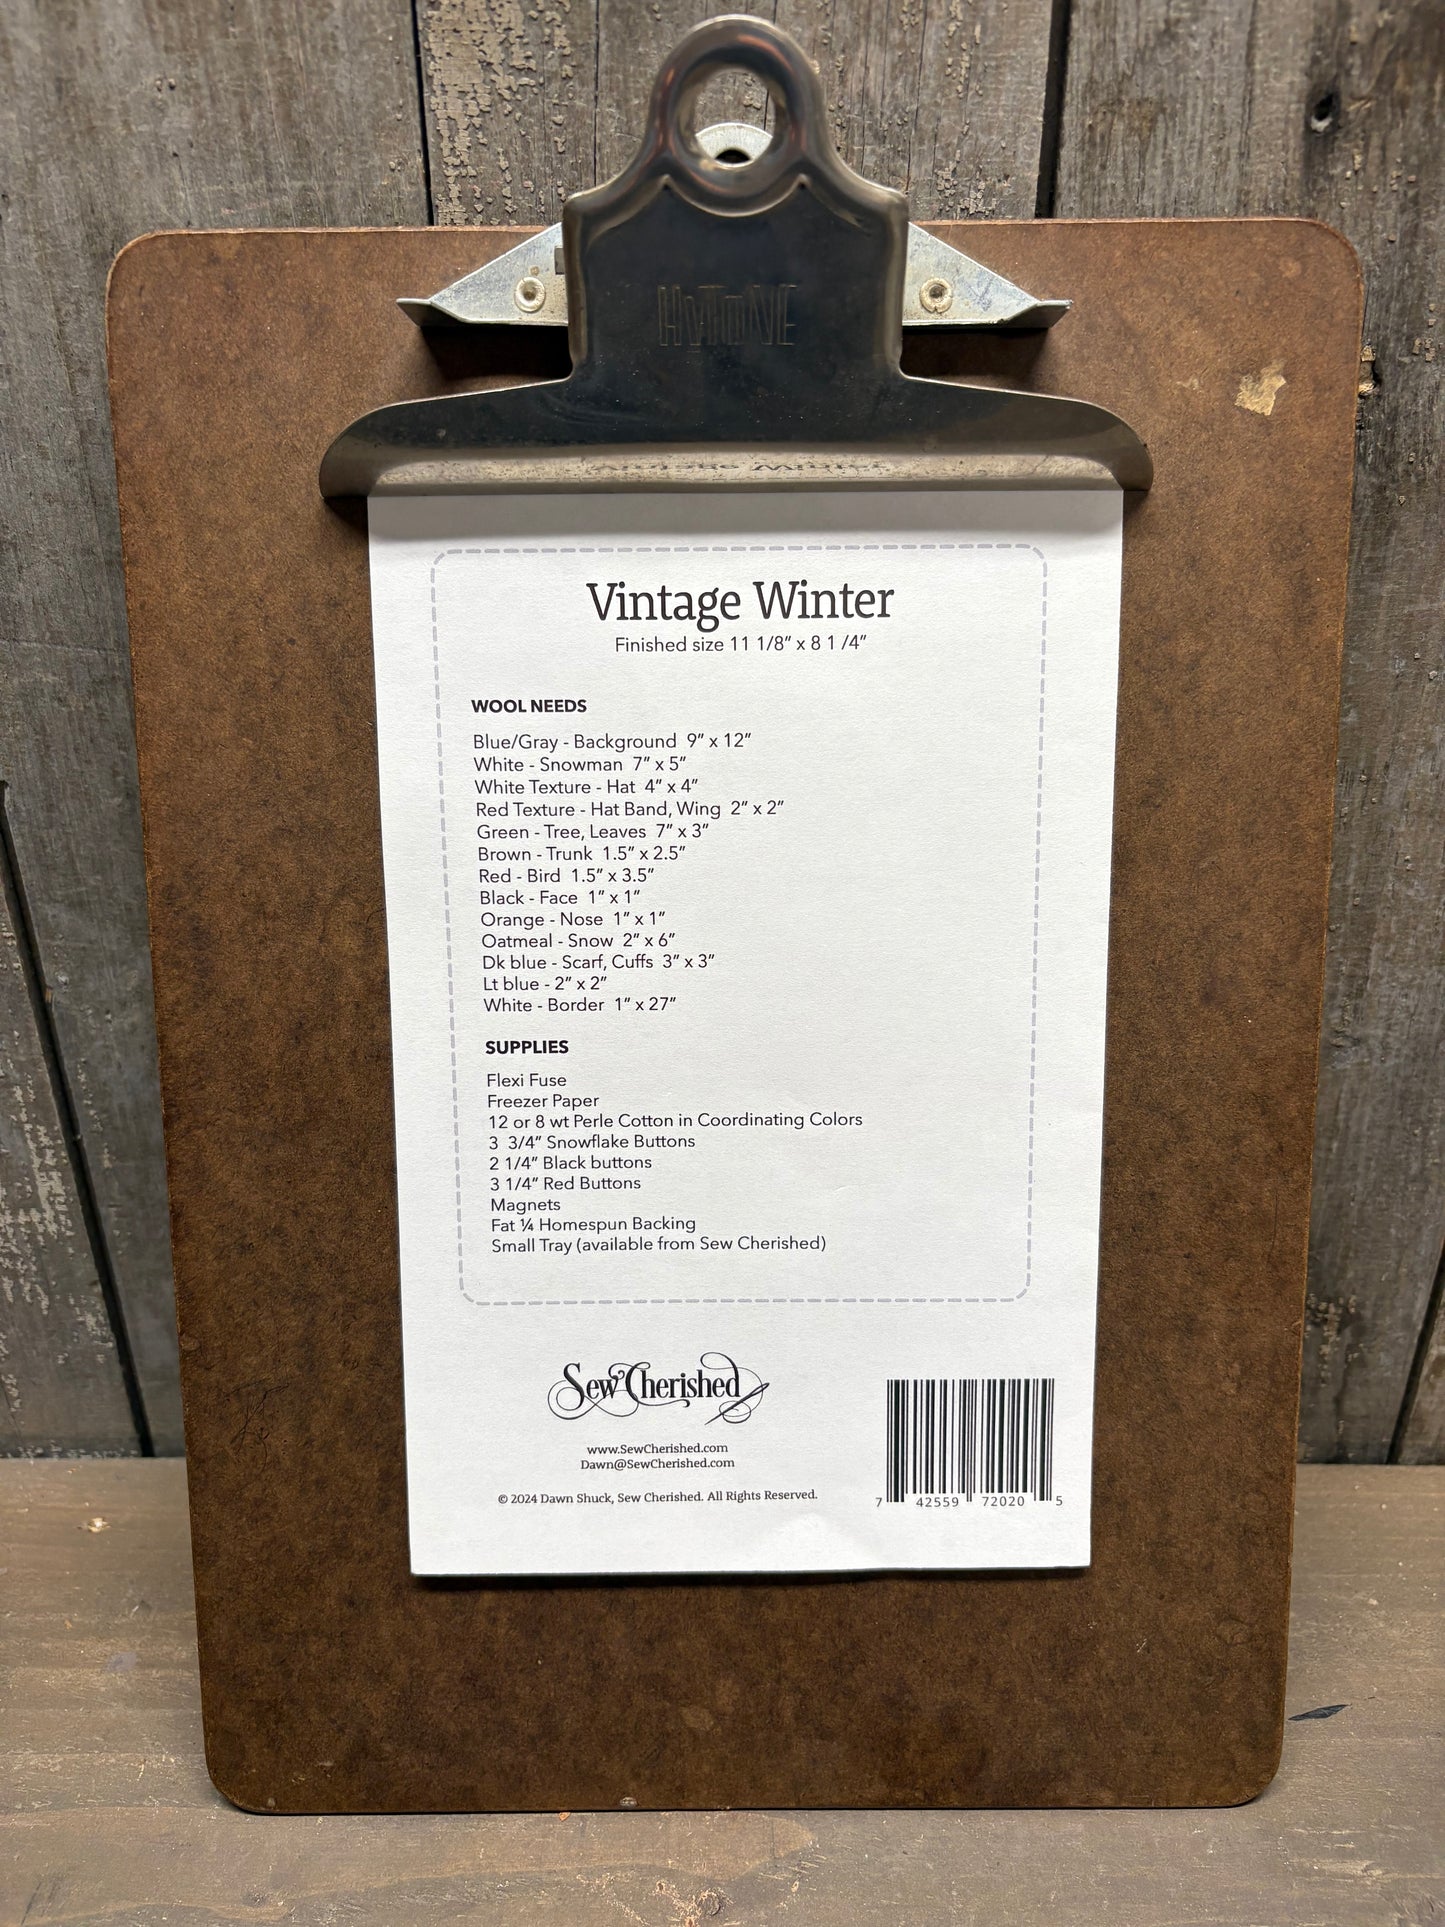 HYTONE
Vintage Winter
Finished size 11 1/8" x 8 1 /4"
WOOL NEEDS
Blue/Gray - Background 9" x 12"
White - Snowman 7" x 5"
White Texture - Hat 4" x 4"
Red Texture - Hat Band, Wing 2" x 2"
Green - Tree, Leaves 7" x 3"
Brown - Trunk 1.5" x 2.5"
Red - Bird 1.5" x 3.5"
Black - Face 1" x 1"
Orange - Nose 1" x 1"
Oatmeal - Snow 2" x 6"
Dk blue - Scarf, Cuffs 3" x 3"
Lt blue - 2" x 2"
White - Border 1" x 27"
SUPPLIES
Flexi Fuse
Freezer Paper
12 or 8 wt Perle Cotton in Coordinating Colors
3 3/4" Snowflake Buttons
2 1/4" Black buttons
3 1/4" Red Buttons
Magnets
Fat ¼ Homespun Backing
Small Tray (available from Sew Cherished)
Sew Cherished
www.SewCherished.com
Dawn@SewCherished.com
© 2024 Dawn Shuck, Sew Cherished. All Rights Reserved.
7 42559 72020 5